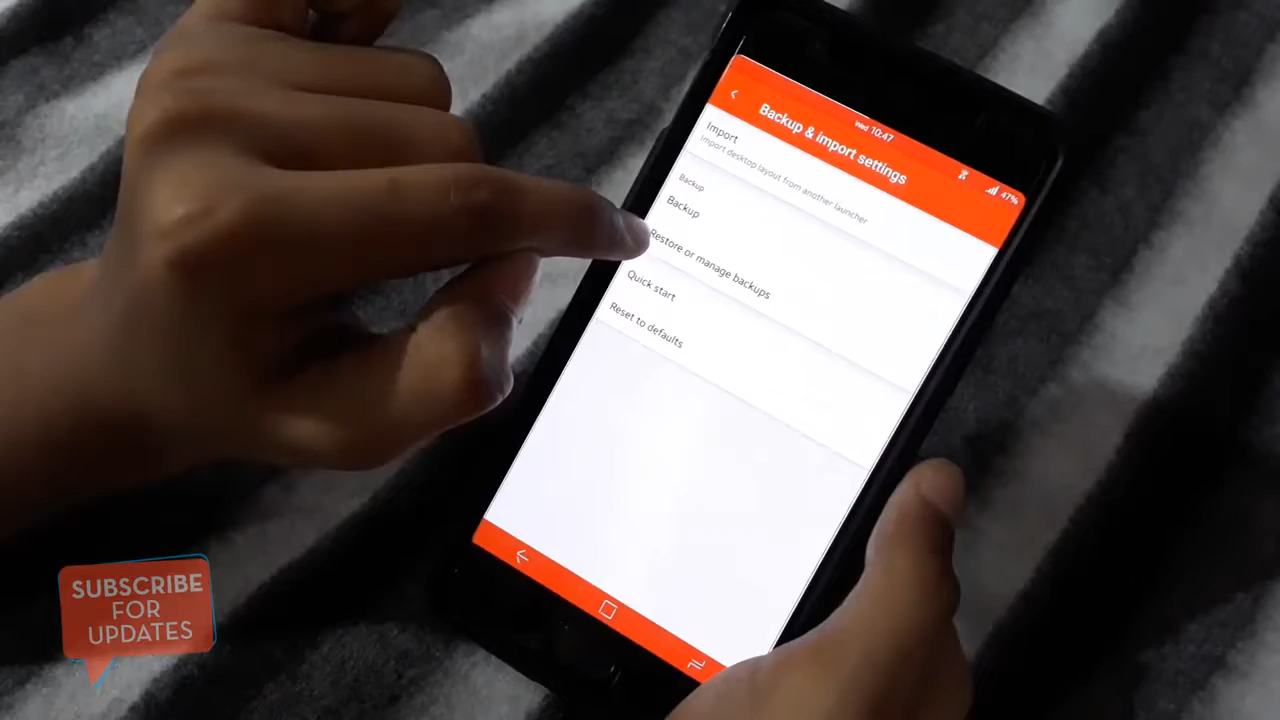 Wed 10:47
47%
Backup & import settings
Import
Import desktop layout from another launcher
Backup
Backup
Restore or manage backups
Quick start
Reset to defaults
SUBSCRIBE
FOR
UPDATES